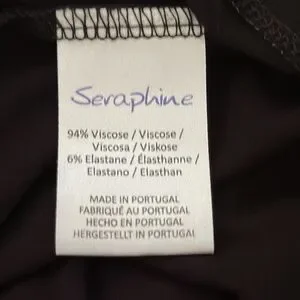 Seraphine
94% Viscose / Viscose /
Viscosa / Viskose
6% Elastane / Élasthanne /
Elastano / Elasthan
MADE IN PORTUGAL
FABRIQUÉ AU PORTUGAL
HECHO EN PORTUGAL
HERGESTELLT IN PORTUGAL